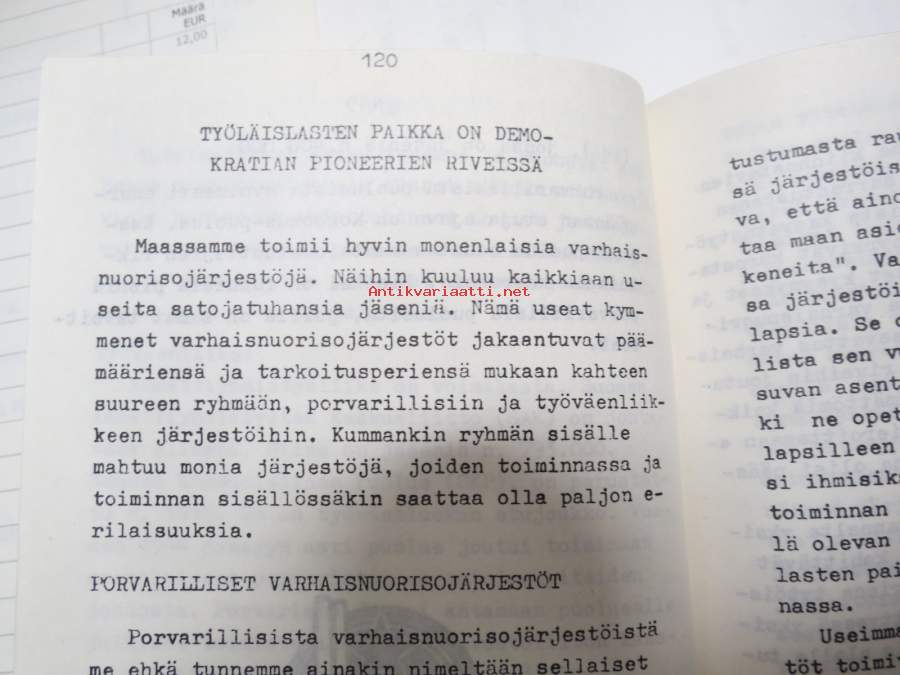 Määrä
EUR
12,00
120
TYÖLÄISLASTEN PAIKKA ON DEMO-
KRATIAN PIONEERIEN RIVEISSÄ
Maassamme toimii hyvin monenlaisia varhais-
nuorisojärjestöjä. Näihin kuuluu kaikkiaan u-
seita satojatuhansia jäseniä. Nämä useat kym-
menet varhaisnuorisojärjestöt jakaantuvat pää-
määriensä ja tarkoitusperiensä mukaan kahteen
suureen ryhmään, porvarillisiin ja työväenliik-
keen järjestöihin. Kummankin ryhmän sisälle
mahtuu monia järjestöjä, joiden toiminnassa ja
toiminnan sisällössäkin saattaa olla paljon e-
rilaisuuksia.
PORVARILLISET VARHAISNUORISOJÄRJESTÖT
Porvarillisista varhaisnuorisojärjestöistä
me ehkä tunnemme ainakin nimeltään sellaiset
Antikvariaatti.net
tustumasta rau
sä järjestöis
va, että aino
taa maan asio
keneita". Va
sa järjestöi
lapsia. Se o
lista sen vu
suvan asent
ki ne opet
lapsilleen
si ihmisiks
toiminnan
lä olevan
lasten pai
nassa.
Useimma
töt toimi